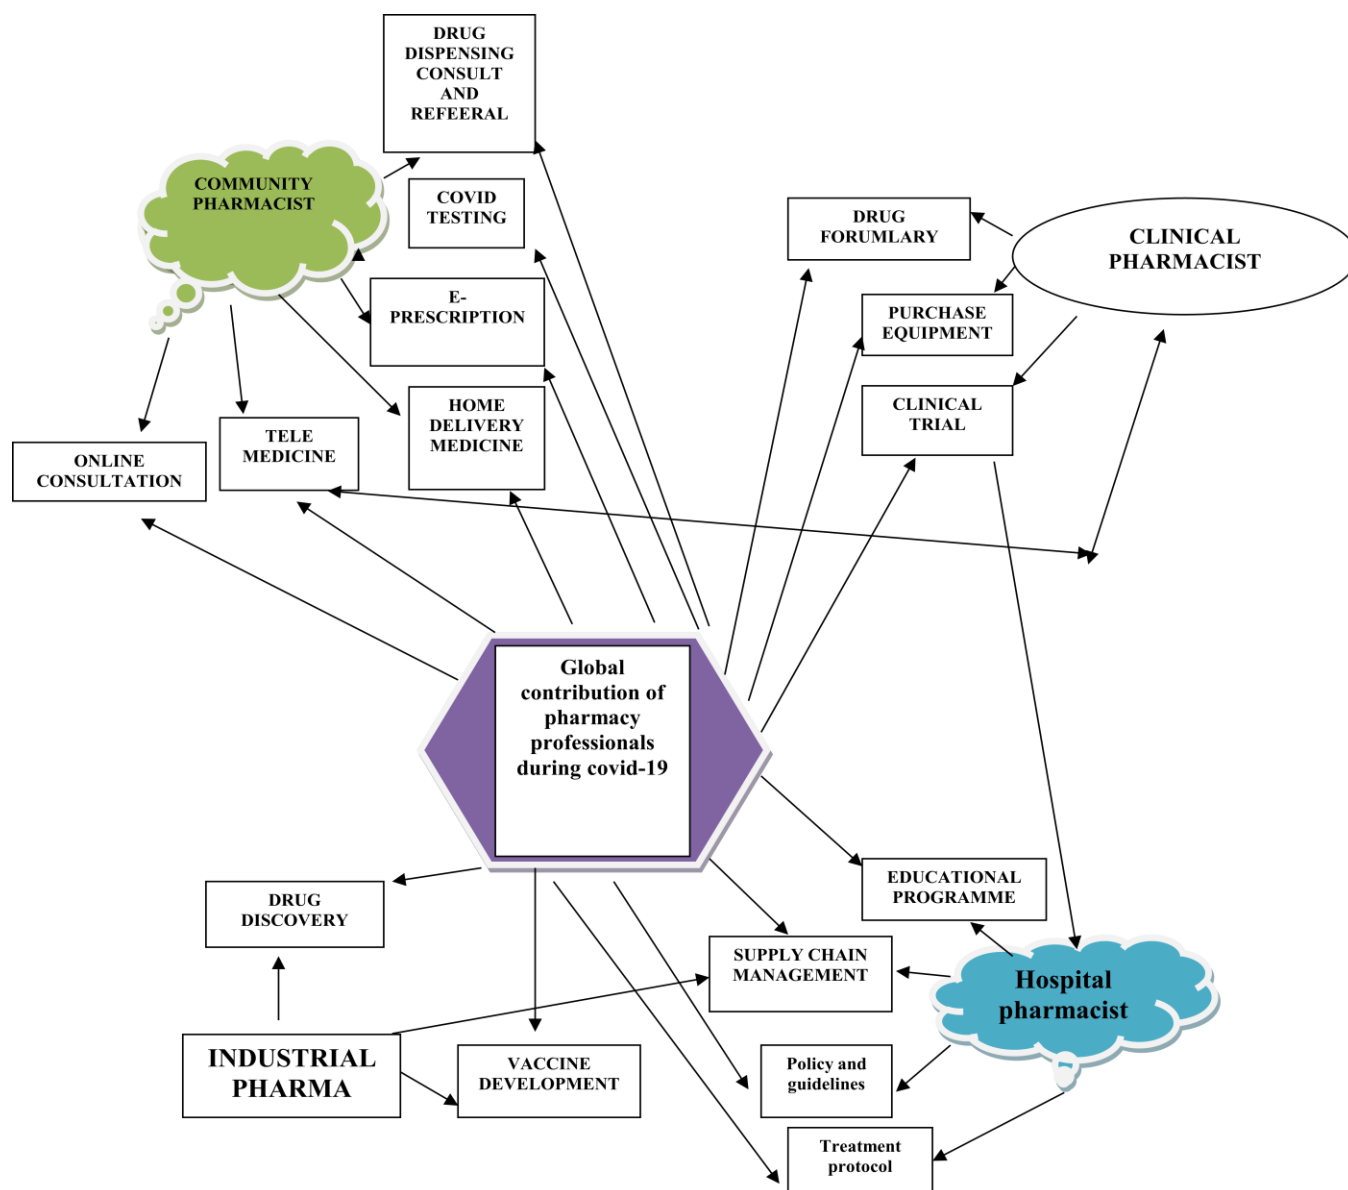 DRUG
DISPENSING
CONSULT
AND
REFEERAL
COMMUNITY
PHARMACIST
COVID
TESTING
DRUG
FORUMLARY
CLINICAL
PHARMACIST
E-
PRESCRIPTION
PURCHASE
EQUIPMENT
HOME
DELIVERY
MEDICINE
CLINICAL
TRIAL
TELE
MEDICINE
ONLINE
CONSULTATION
Global
contribution of
pharmacy
professionals
during covid-19
EDUCATIONAL
PROGRAMME
DRUG
DISCOVERY
SUPPLY CHAIN
MANAGEMENT
Hospital
pharmacist
INDUSTRIAL
PHARMA
VACCINE
DEVELOPMENT
Policy and
guidelines
Treatment
protocol